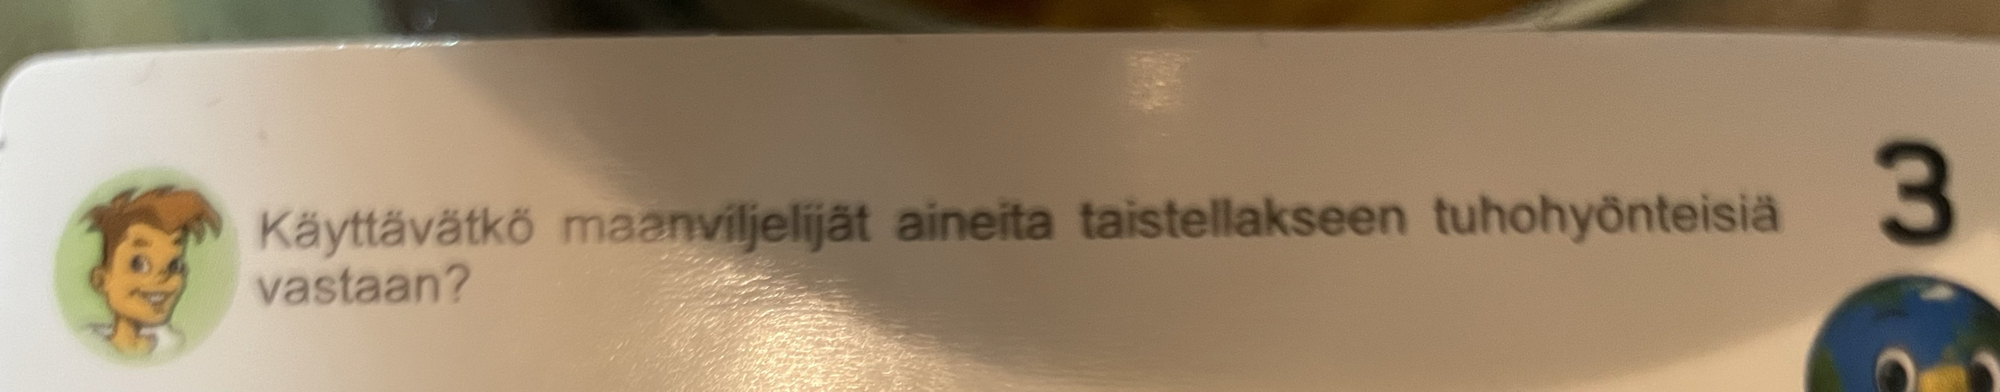 Käyttävätkö maanviljelijät aineita taistellakseen tuhohyönteisiä
vastaan?
3